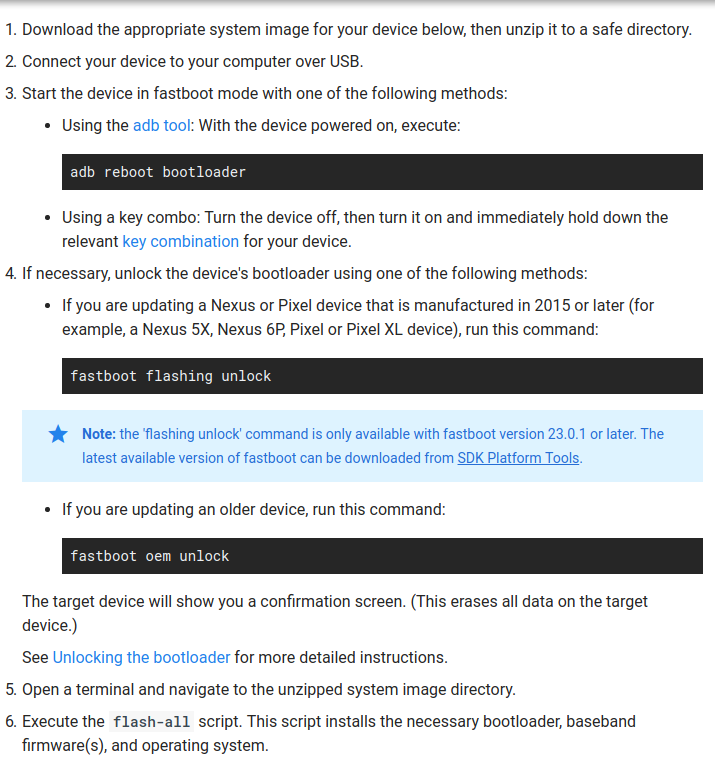 1. Download the appropriate system image for your device below, then unzip it to a safe directory.
2. Connect your device to your computer over USB.
3. Start the device in fastboot mode with one of the following methods:
• Using the adb tool: With the device powered on, execute:
adb reboot bootloader
• Using a key combo: Turn the device off, then turn it on and immediately hold down the
relevant key combination for your device.
4. If necessary, unlock the device's bootloader using one of the following methods:
• If you are updating a Nexus or Pixel device that is manufactured in 2015 or later (for
example, a Nexus 5X, Nexus 6P, Pixel or Pixel XL device), run this command:
fastboot flashing unlock
Note: the 'flashing unlock' command is only available with fastboot version 23.0.1 or later. The
latest available version of fastboot can be downloaded from SDK Platform Tools.
• If you are updating an older device, run this command:
fastboot oem unlock
The target device will show you a confirmation screen. (This erases all data on the target
device.)
See Unlocking the bootloader for more detailed instructions.
5. Open a terminal and navigate to the unzipped system image directory.
6. Execute the flash-all script. This script installs the necessary bootloader, baseband
firmware(s), and operating system.